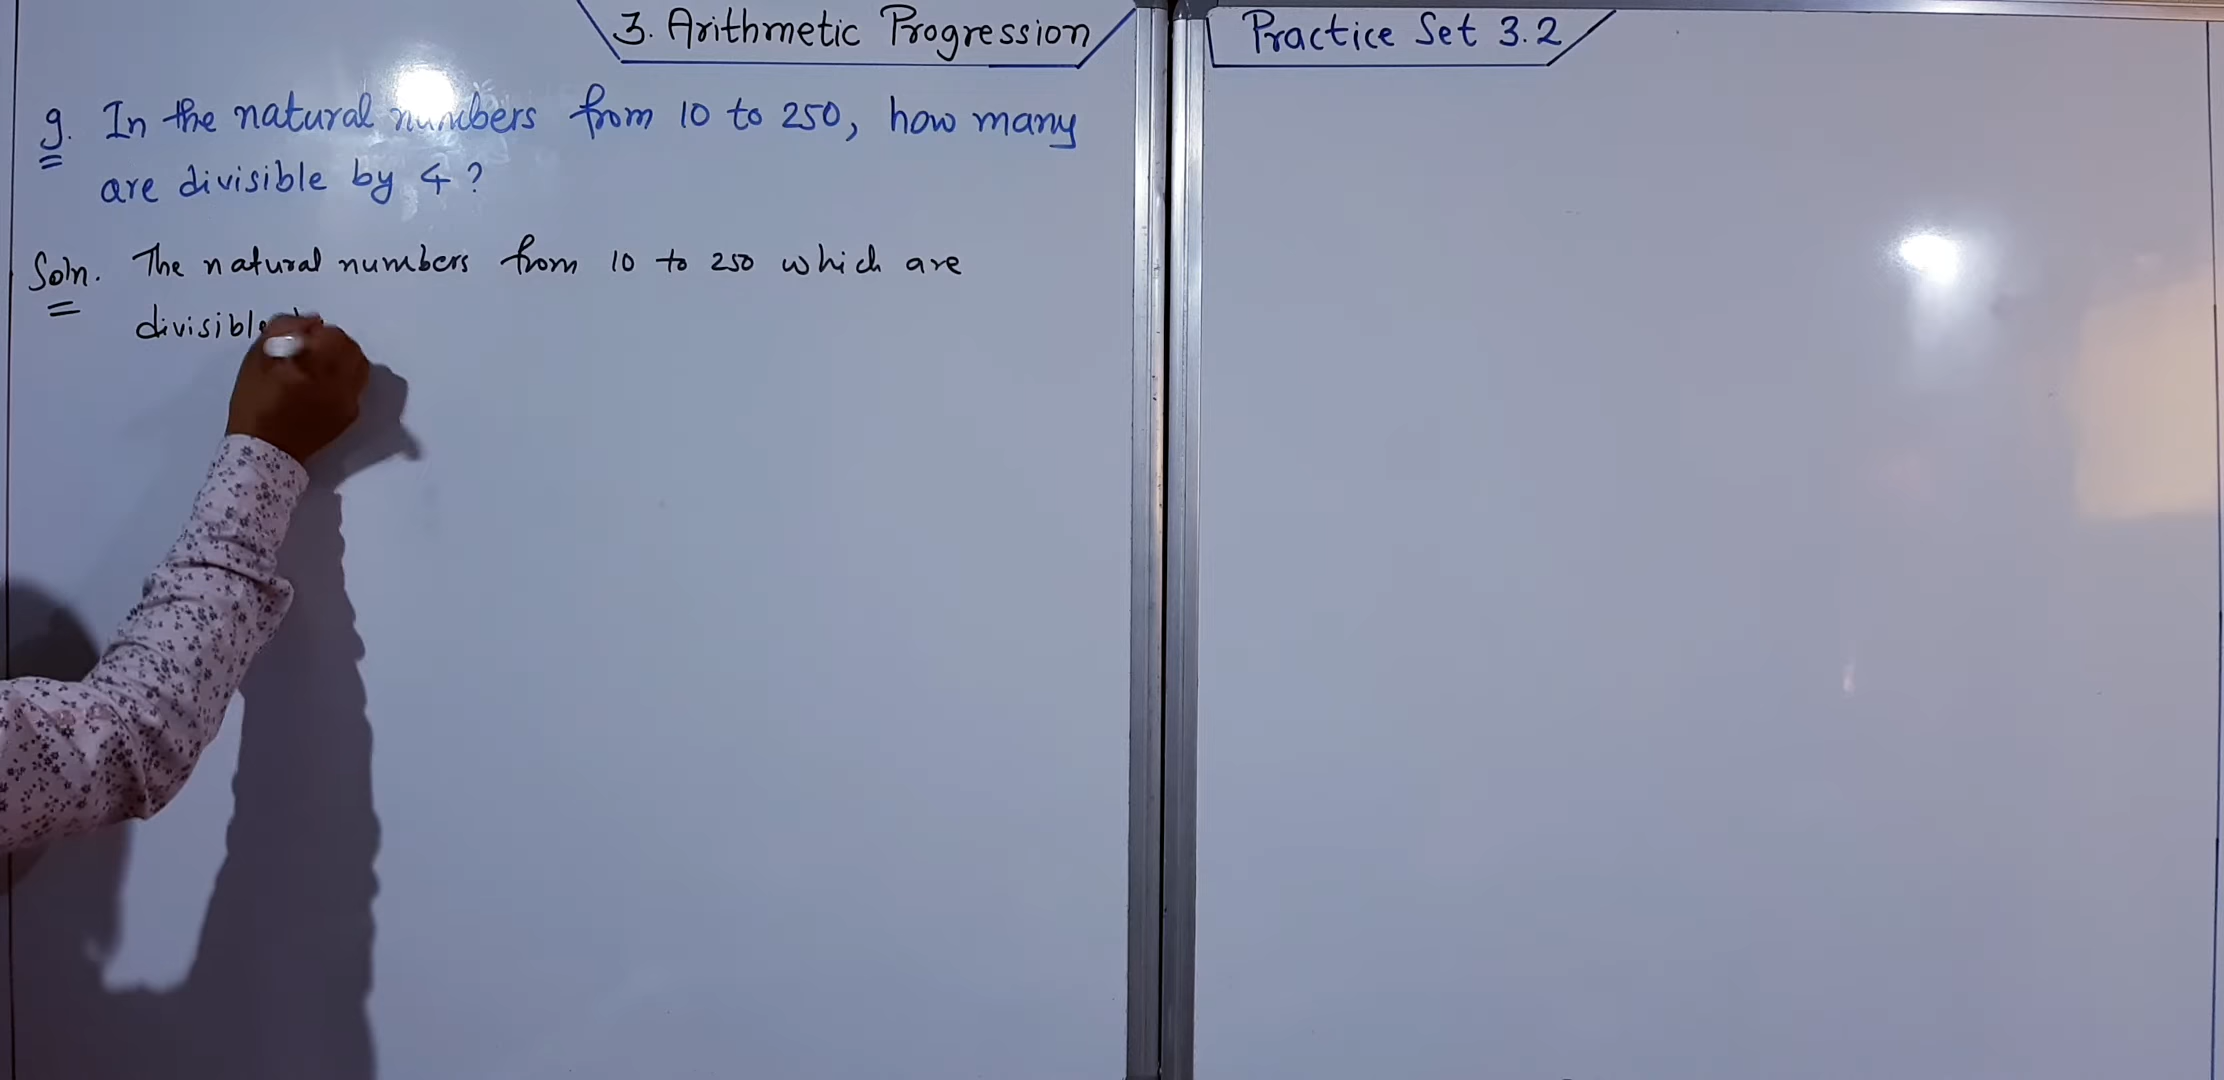 3. Arithmetic Progression
Practice Set 3.2
9. In the natural numbers from 10 to 250, how many
are divisible by 4 ?
Soln. The natural numbers from 10 to 250 which are
divisible